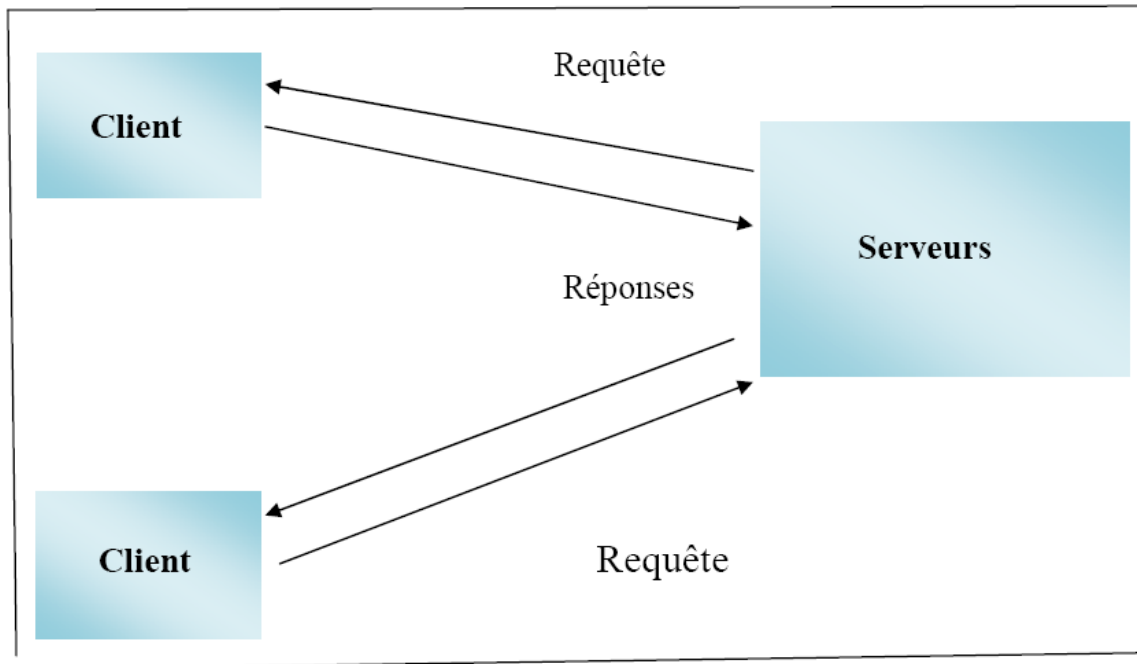 Requête
Client
Serveurs
Réponses
Client
Requête